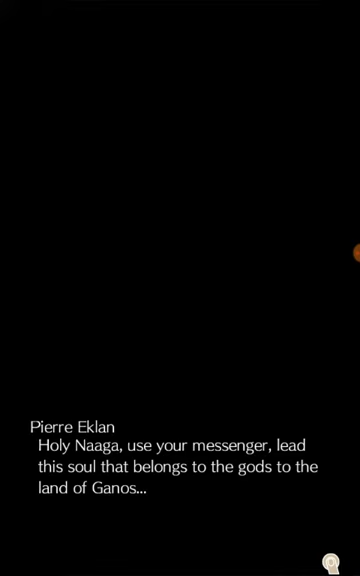 Pierre Eklan
Holy Naaga, use your messenger, lead
this soul that belongs to the gods to the
land of Ganos...